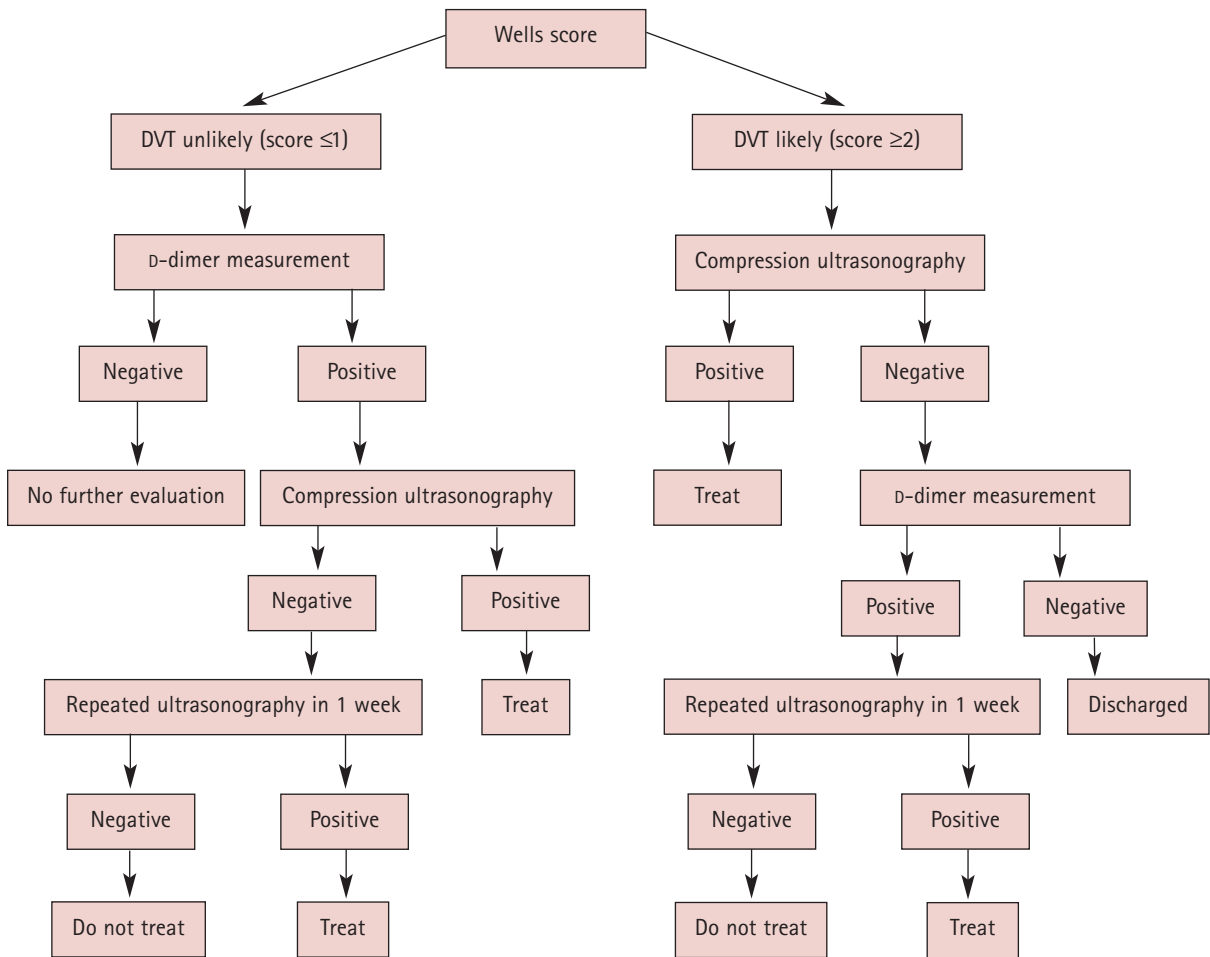 Wells score
DVT unlikely (score ≤1)
DVT likely (score ≥2)
D-dimer measurement
Compression ultrasonography
Negative
Positive
Positive
Negative
No further evaluation
Compression ultrasonography
Treat
D-dimer measurement
Negative
Positive
Positive
Negative
Repeated ultrasonography in 1 week
Treat
Repeated ultrasonography in 1 week
Discharged
Negative
Positive
Negative
Positive
Do not treat
Treat
Do not treat
Treat